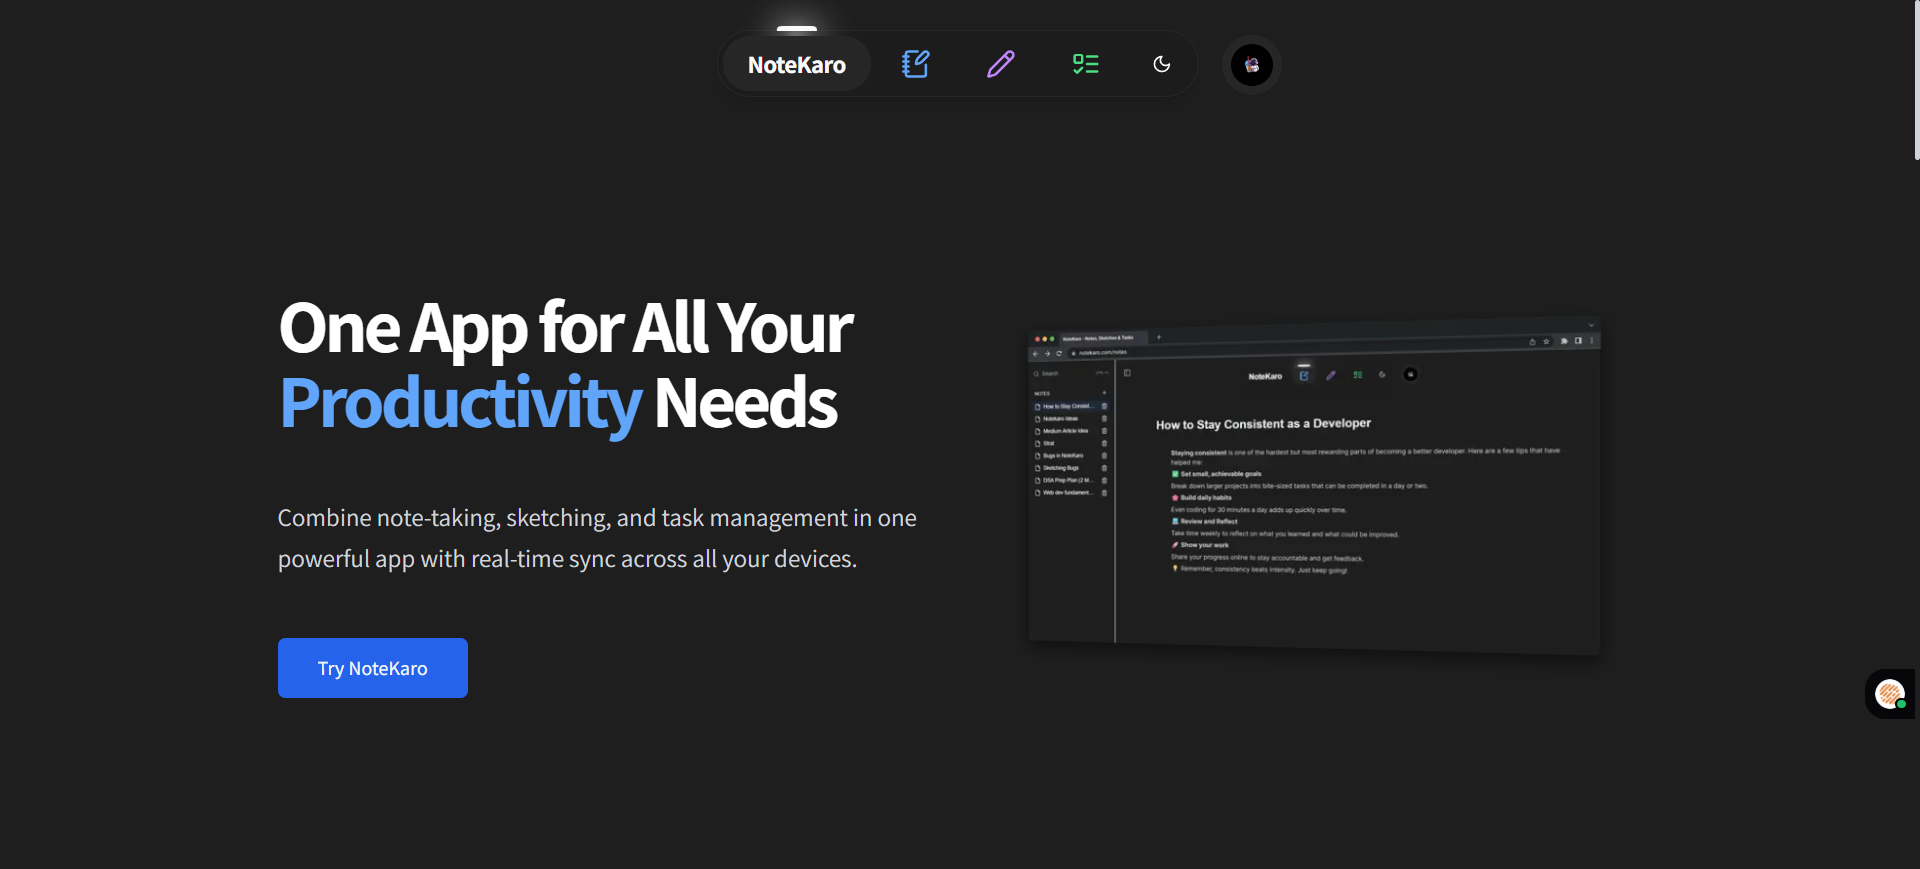 NoteKaro
One App for All Your
Productivity Needs
Combine note-taking, sketching, and task management in one
powerful app with real-time sync across all your devices.
Try NoteKaro
NoteKaro - Notes, Sketches & Tasks
notekaro.com/notes
Search
NoteKaro
NOTES
How to Stay Consist...
Notekaro Ideas
Medium Article Idea
Bugs in NoteKaro
Sketching Bugs
DSA Prep Plan (2 M...
Web dev fundament...
How to Stay Consistent as a Developer
Staying consistent is one of the hardest but most rewarding parts of becoming a better developer. Here are a few tips that have
helped me:
✅ Set small, achievable goals
Break down larger projects into bite-sized tasks that can be completed in a day or two.
Build daily habits
Even coding for 30 minutes a day adds up quickly over time.
Review and Reflect
Take time weekly to reflect on what you learned and what could be improved.
🚀 Show your work
Share your progress online to stay accountable and get feedback.
💡 Remember, consistency beats intensity. Just keep going!